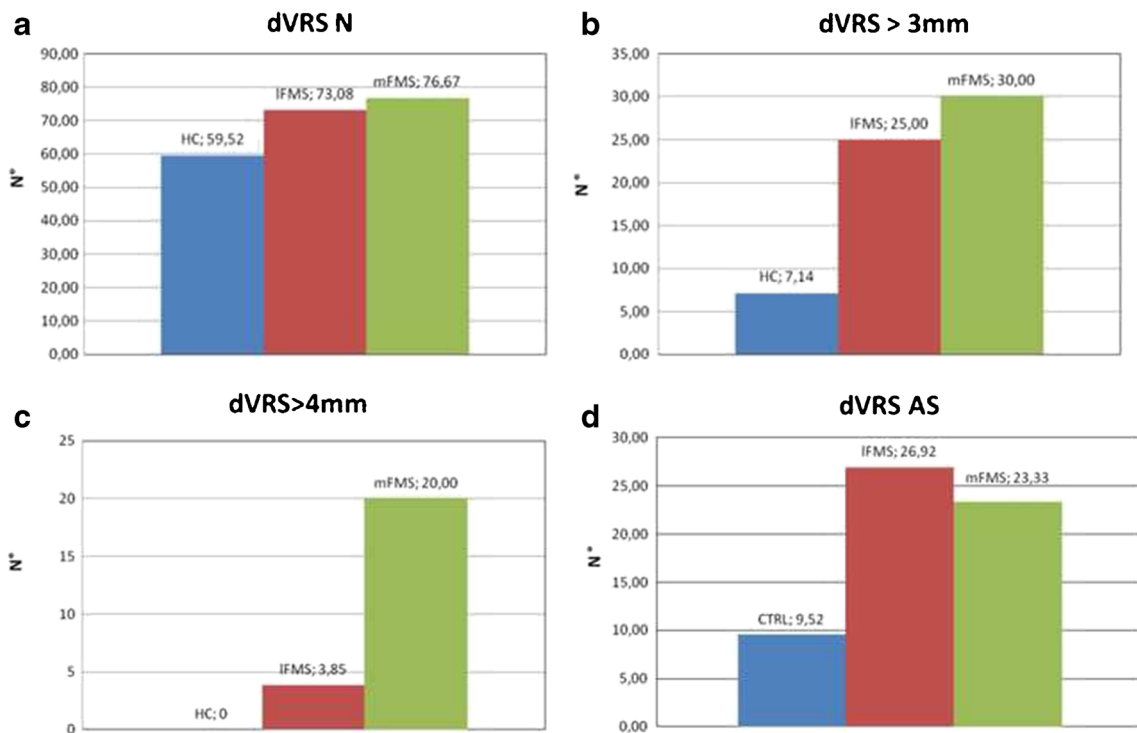 a
dVRS N
90,00
80,00
70,00
60,00
50,00
40,00
30,00
20,00
10,00
0,00
N°
HC; 59,52
lFMS; 73,08
mFMS; 76,67
b
dVRS > 3mm
35,00
30,00
25,00
20,00
15,00
10,00
5,00
0,00
N°
HC; 7,14
lFMS; 25,00
mFMS; 30,00
c
dVRS>4mm
25
20
15
10
5
0
N°
HC; 0
lFMS; 3,85
mFMS; 20,00
d
dVRS AS
30,00
25,00
20,00
15,00
10,00
5,00
0,00
N°
CTRL; 9,52
lFMS; 26,92
mFMS; 23,33